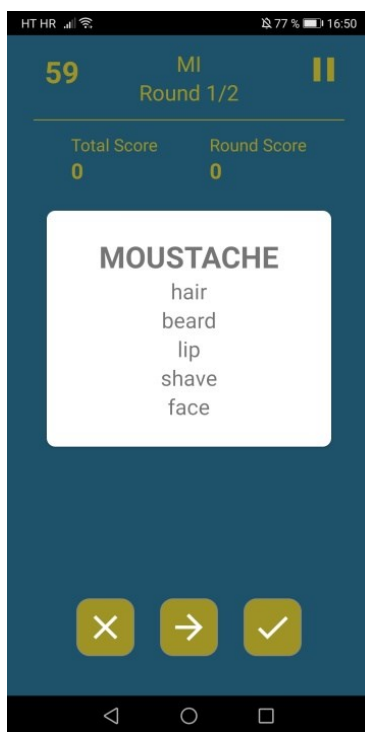 HT HR 77 % 16:50
59 MI
Round 1/2
Total Score Round Score
0 0
MOUSTACHE
hair
beard
lip
shave
face